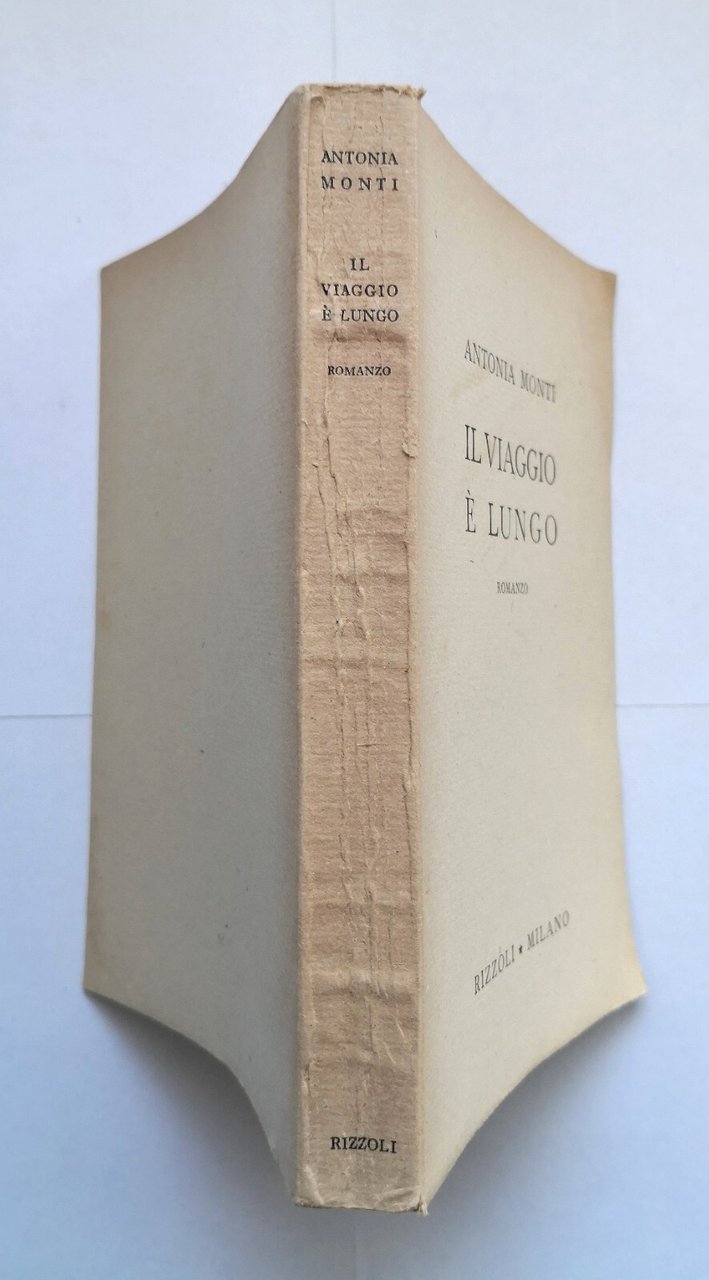 ANTONIA
MONTI
IL
VIAGGIO
È LUNGO
ROMANZO
RIZZOLI
ANTONIA MONTI
IL VIAGGIO
È LUNGO
ROMANZO
RIZZOLI ★ MILANO